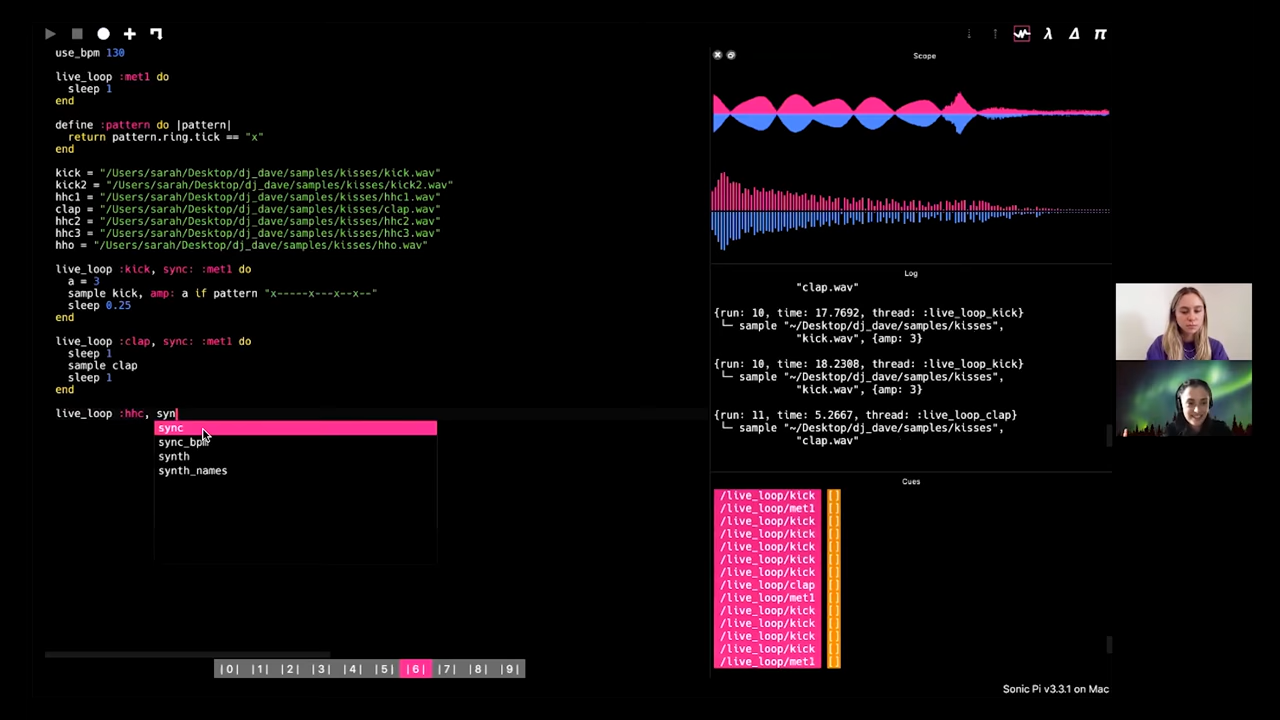 use_bpm 130
live_loop :met1 do
sleep 1
end
define :pattern do |pattern|
return pattern.ring.tick == "x"
end
kick = "/Users/sarah/Desktop/dj_dave/samples/kisses/kick.wav"
kick2 = "/Users/sarah/Desktop/dj_dave/samples/kisses/kick2.wav"
hhc1 = "/Users/sarah/Desktop/dj_dave/samples/kisses/hhc1.wav"
clap = "/Users/sarah/Desktop/dj_dave/samples/kisses/clap.wav"
hhc2 = "/Users/sarah/Desktop/dj_dave/samples/kisses/hhc2.wav"
hhc3 = "/Users/sarah/Desktop/dj_dave/samples/kisses/hhc3.wav"
hho = "/Users/sarah/Desktop/dj_dave/samples/kisses/hho.wav"
live_loop :kick, sync: :met1 do
a = 3
sample kick, amp: a if pattern "x-----x---x--x--"
sleep 0.25
end
live_loop :clap, sync: :met1 do
sleep 1
sample clap
sleep 1
end
live_loop :hhc, syn
sync
sync_bpm
synth
synth_names
|0| |1| |2| |3| |4| |5| |6| |7| |8| |9|
λ Δ π
Scope
Log
"clap.wav"
{run: 10, time: 17.7692, thread: :live_loop_kick}
└─ sample "~/Desktop/dj_dave/samples/kisses",
"kick.wav", {amp: 3}
{run: 10, time: 18.2308, thread: :live_loop_kick}
└─ sample "~/Desktop/dj_dave/samples/kisses",
"kick.wav", {amp: 3}
{run: 11, time: 5.2667, thread: :live_loop_clap}
└─ sample "~/Desktop/dj_dave/samples/kisses",
"clap.wav"
Cues
/live_loop/kick []
/live_loop/met1 []
/live_loop/kick []
/live_loop/kick []
/live_loop/kick []
/live_loop/kick []
/live_loop/kick []
/live_loop/clap []
/live_loop/met1 []
/live_loop/kick []
/live_loop/kick []
/live_loop/kick []
/live_loop/kick []
/live_loop/met1 []
Sonic Pi v3.3.1 on Mac